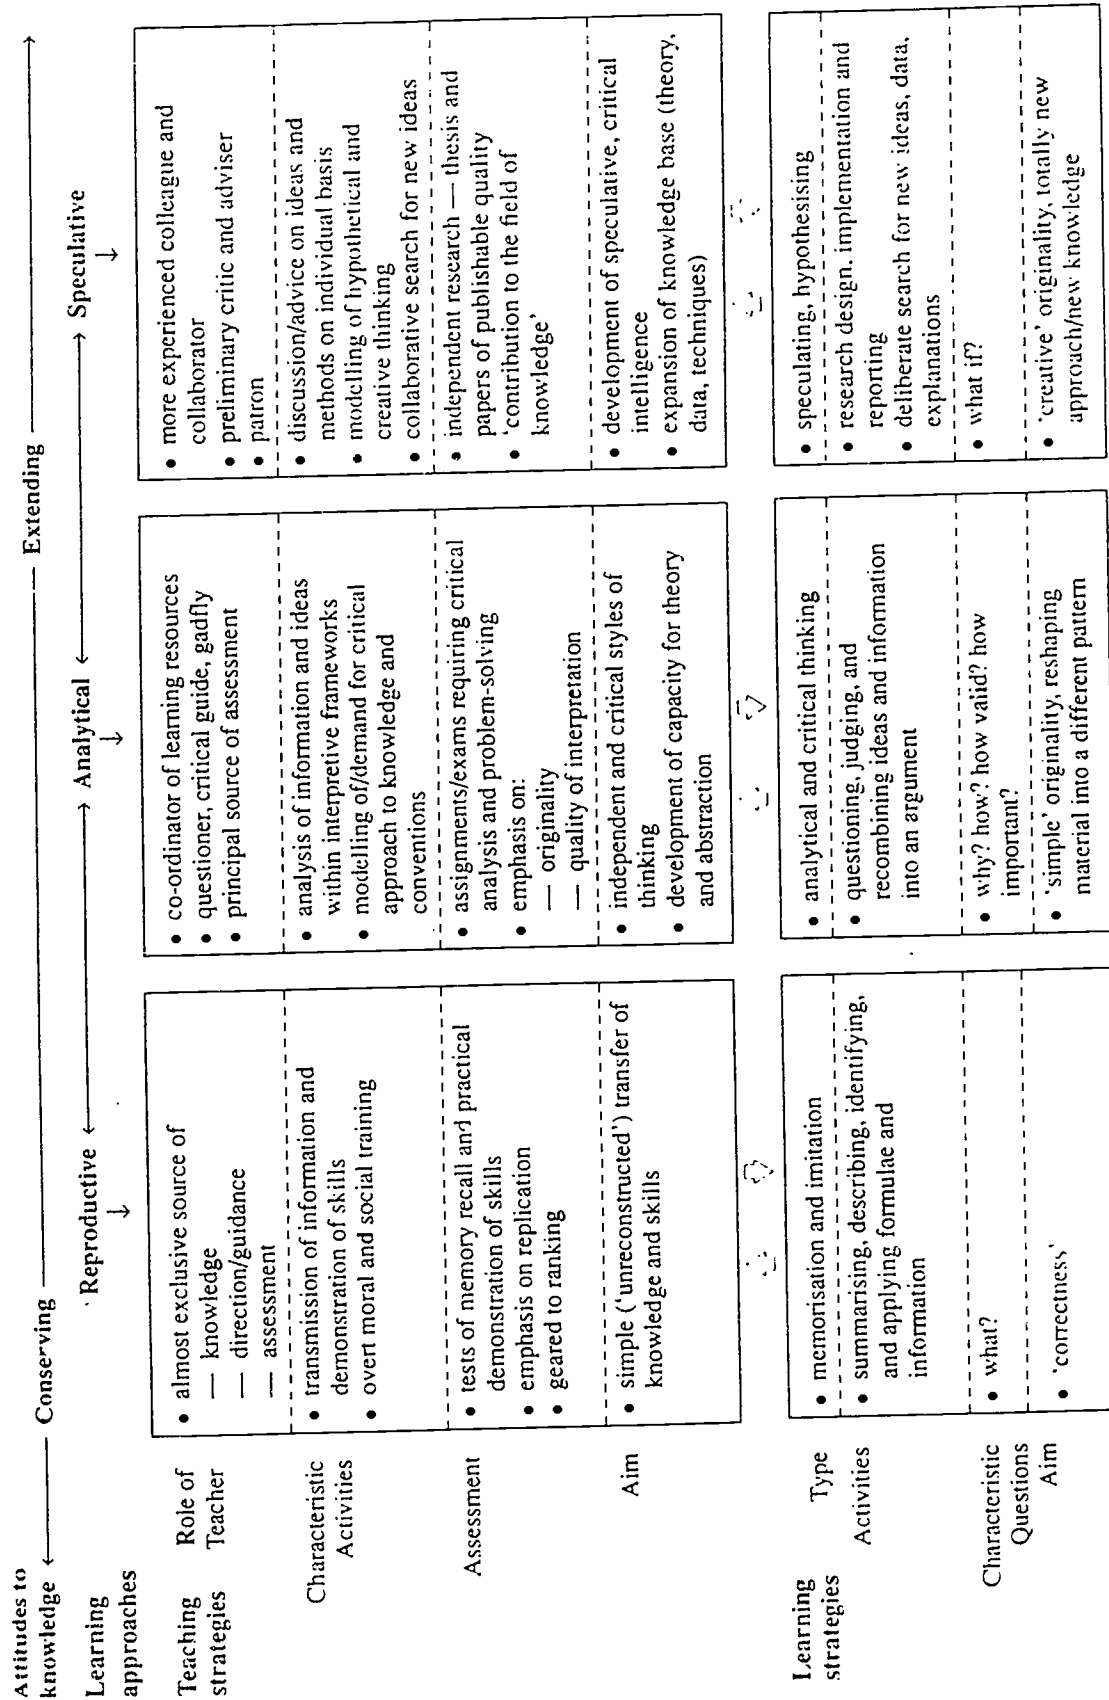 Attitudes to
knowledge ← Conserving Extending →
Learning
approaches
Reproductive ↔ Analytical ↔ Speculative
Teaching
strategies
Role of
Teacher
• almost exclusive source of
— knowledge
— direction/guidance
— assessment
• co-ordinator of learning resources
• questioner, critical guide, gadfly
• principal source of assessment
• more experienced colleague and
collaborator
• preliminary critic and adviser
• patron
Characteristic
Activities
• transmission of information and
demonstration of skills
• overt moral and social training
• analysis of information and ideas
within interpretive frameworks
• modelling of/demand for critical
approach to knowledge and
conventions
• discussion/advice on ideas and
methods on individual basis
• modelling of hypothetical and
creative thinking
• collaborative search for new ideas
Assessment
• tests of memory recall and practical
demonstration of skills
• emphasis on replication
• geared to ranking
• assignments/exams requiring critical
analysis and problem-solving
• emphasis on:
— originality
— quality of interpretation
• independent research — thesis and
papers of publishable quality
• ‘contribution to the field of
knowledge’
Aim
• simple (‘unreconstructed’) transfer of
knowledge and skills
• independent and critical styles of
thinking
• development of capacity for theory
and abstraction
• development of speculative, critical
intelligence
• expansion of knowledge base (theory,
data, techniques)
Learning
strategies
Type
• memorisation and imitation
• analytical and critical thinking
• speculating, hypothesising
Activities
• summarising, describing, identifying,
and applying formulae and
information
• questioning, judging, and
recombining ideas and information
into an argument
• research design, implementation and
reporting
• deliberate search for new ideas, data,
explanations
Characteristic
Questions
• what?
• why? how? how valid? how
important?
• what if?
Aim
• ‘correctness’
• ‘simple’ originality, reshaping
material into a different pattern
• ‘creative’ originality, totally new
approach/new knowledge